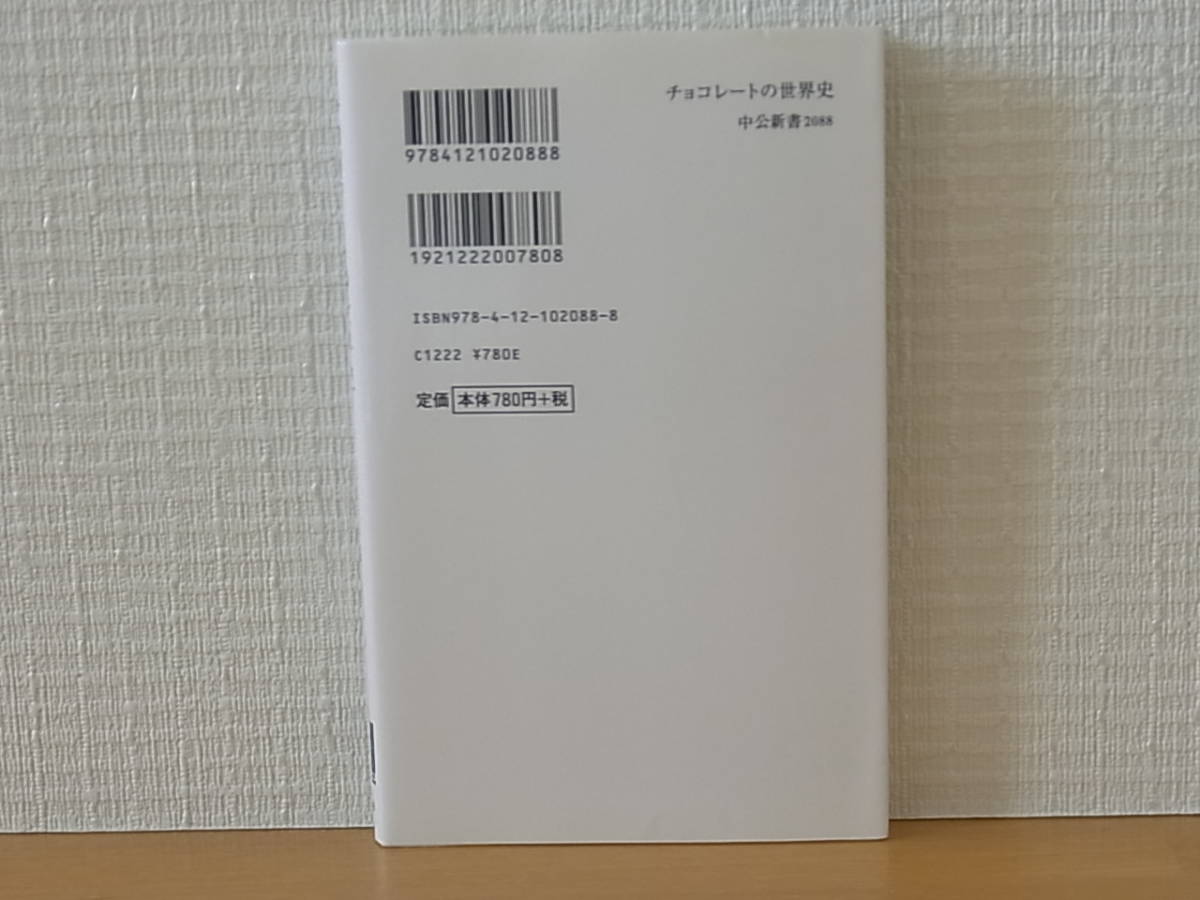 チョコレートの世界史
中公新書2088
9784121020888
1921222007808
ISBN978-4-12-102088-8
C1222 ¥780E
定価 本体780円+税